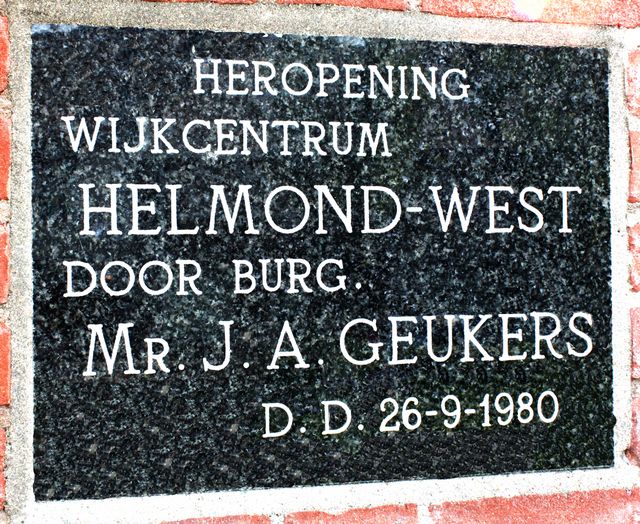 HEROPENING
WIJKCENTRUM
HELMOND-WEST
DOOR BURG.
MR. J. A. GEUKERS
D. D. 26-9-1980